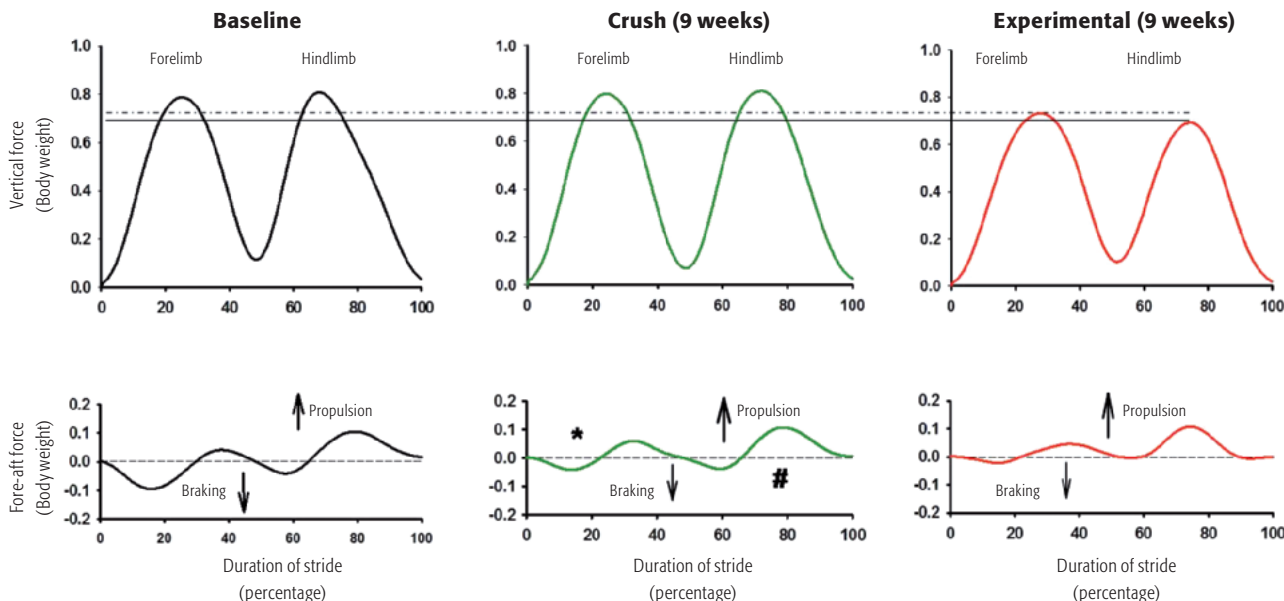 Baseline
Crush (9 weeks)
Experimental (9 weeks)
Vertical force
(Body weight)
1.0
0.8
0.6
0.4
0.2
0.0
Forelimb
Hindlimb
0
20
40
60
80
100
1.0
0.8
0.6
0.4
0.2
0.0
Forelimb
Hindlimb
0
20
40
60
80
100
1.0
0.8
0.6
0.4
0.2
0.0
Forelimb
Hindlimb
0
20
40
60
80
100
Fore-aft force
(Body weight)
0.2
0.1
0.0
-0.1
-0.2
Propulsion
Braking
0
20
40
60
80
100
Duration of stride
(percentage)
0.2
0.1
0.0
-0.1
-0.2
*
Propulsion
Braking
#
0
20
40
60
80
100
Duration of stride
(percentage)
0.2
0.1
0.0
-0.1
-0.2
Propulsion
Braking
0
20
40
60
80
100
Duration of stride
(percentage)